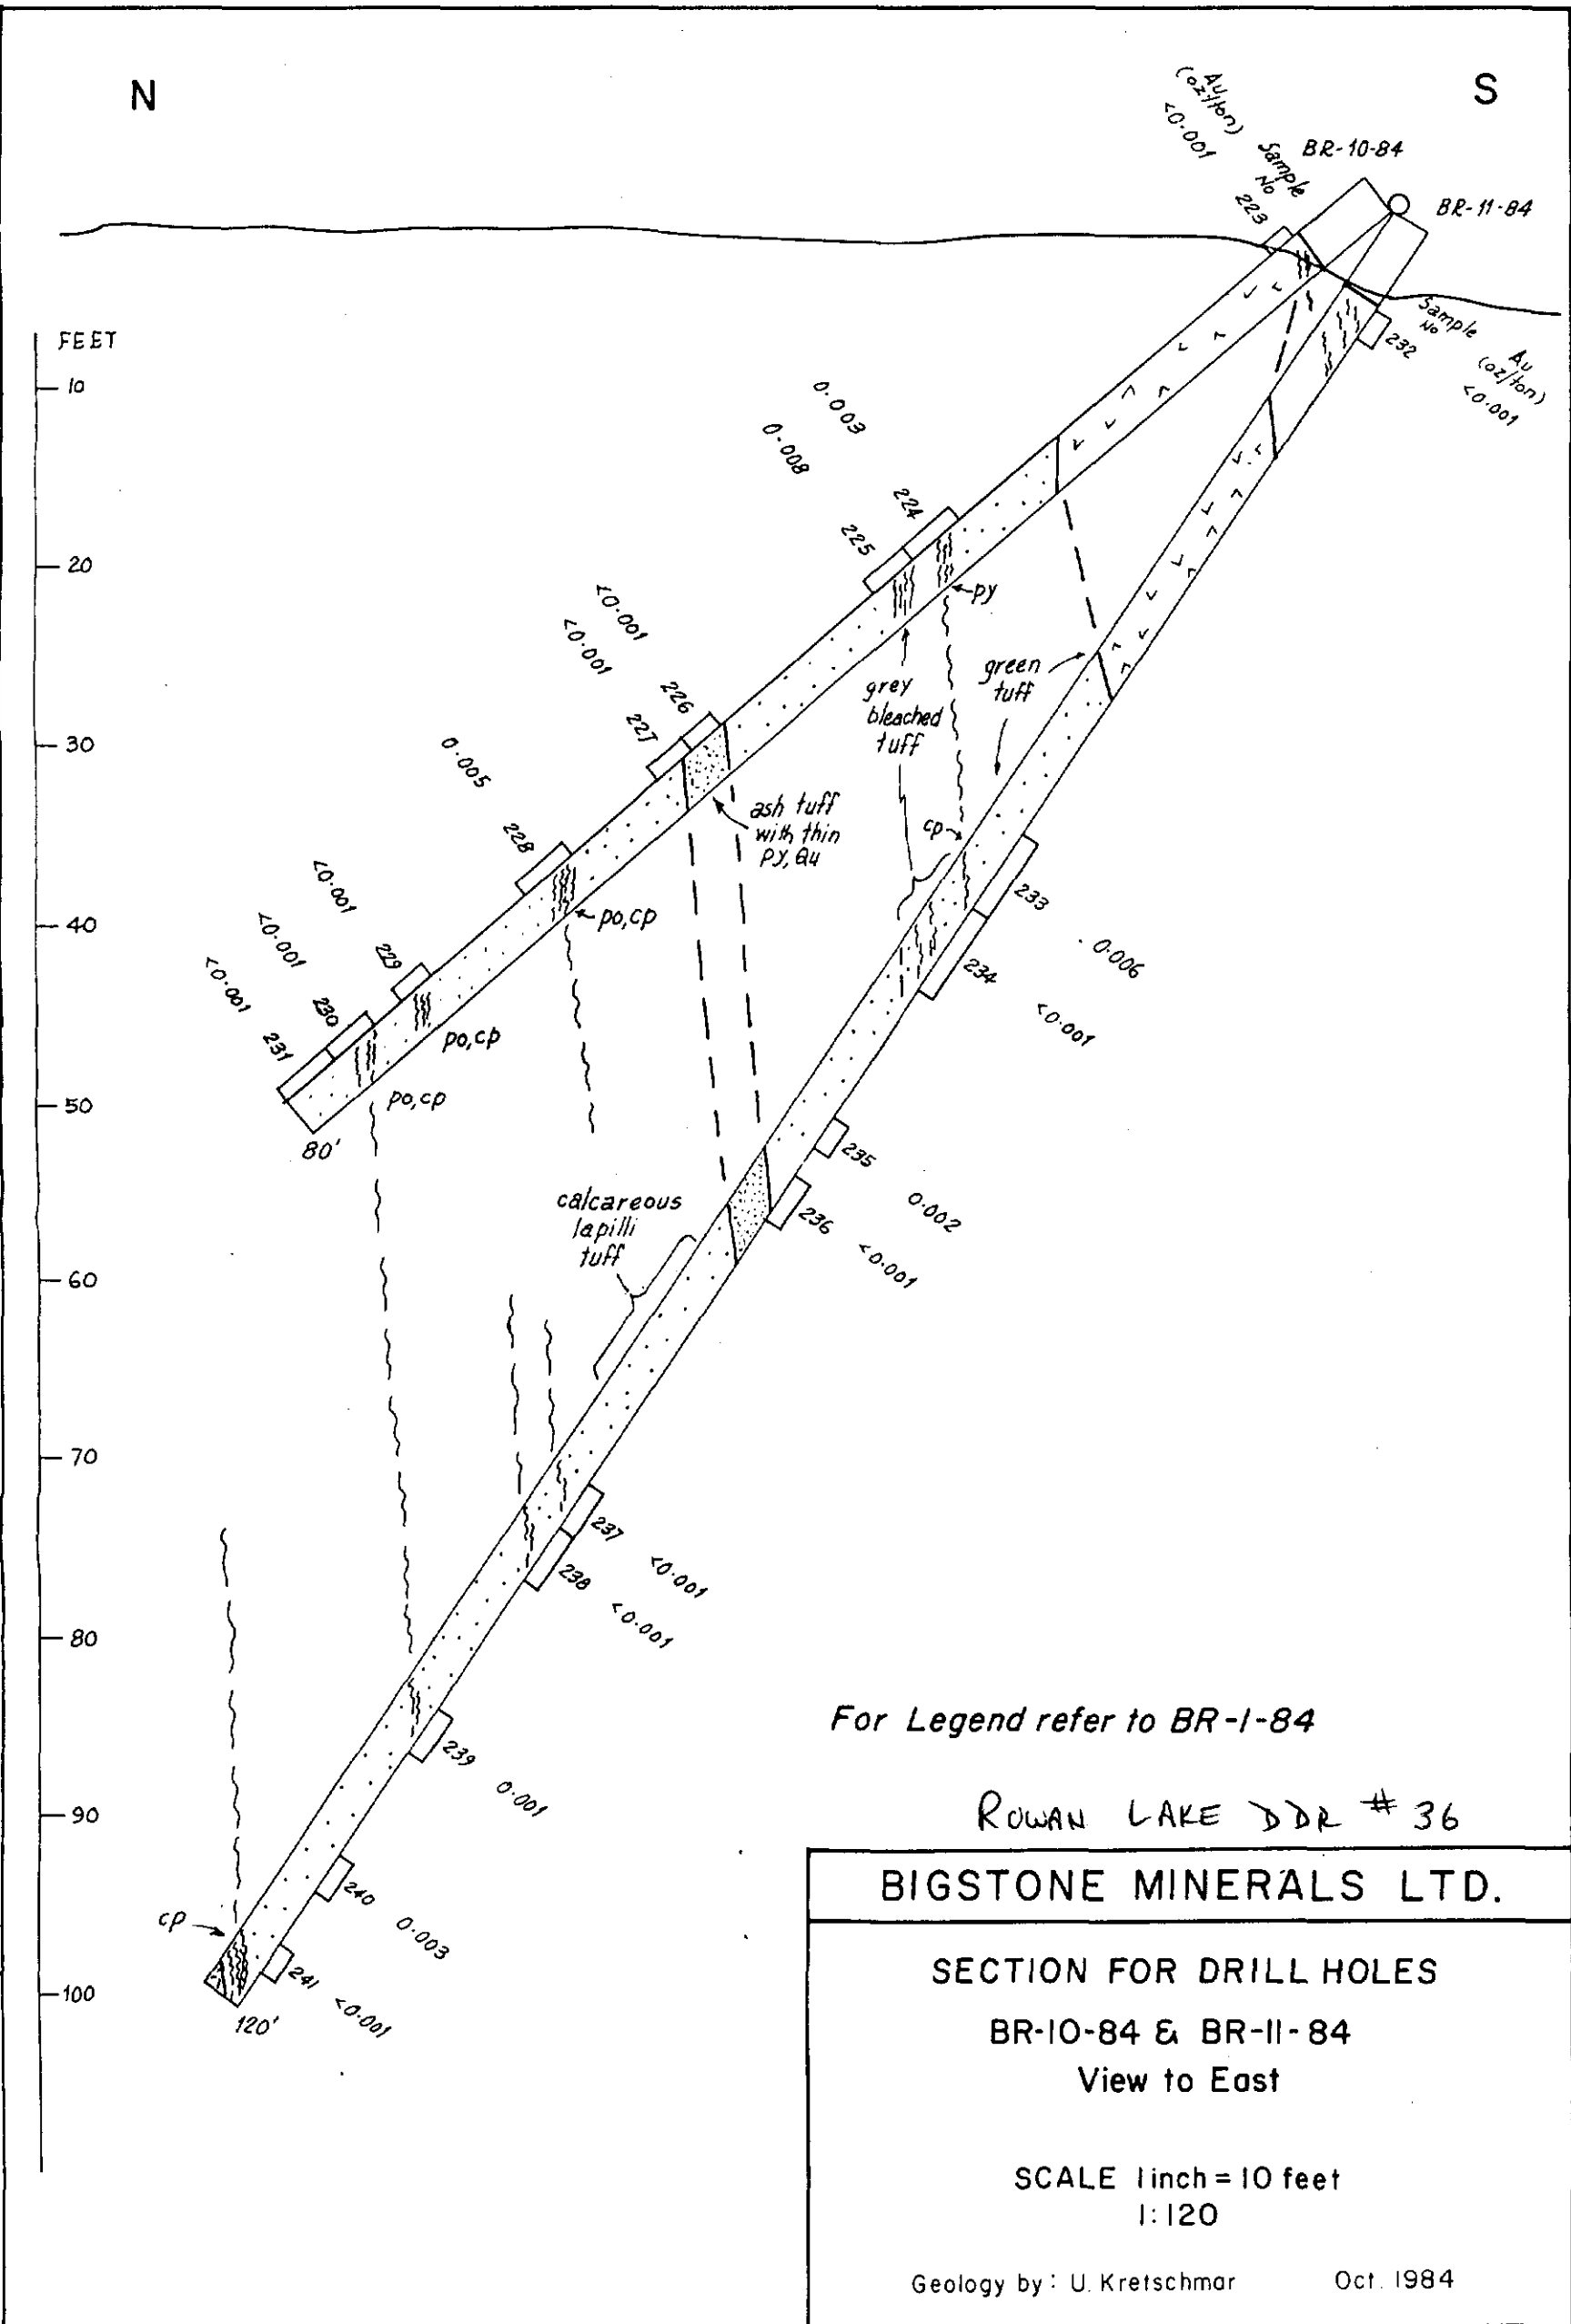 N
S
Au
(oz/ton)
<0.001
Sample
No
223
BR-10-84
BR-11-84
Sample
No
232
Au
(oz/ton)
<0.001
FEET
10
20
30
40
50
60
70
80
90
100
0.003
0.008
224
225
py
grey
bleached
tuff
green
tuff
<0.001
<0.001
226
227
ash tuff
with thin
py, qu
cp
0.005
228
po,cp
<0.001
229
po,cp
<0.001
230
<0.001
231
po,cp
80'
233
0.006
234
<0.001
235
0.002
236
<0.001
calcareous
lapilli
tuff
237
<0.001
238
<0.001
239
0.001
240
0.003
241
<0.001
cp
120'
For Legend refer to BR-1-84
ROWAN LAKE DDR # 36
BIGSTONE MINERALS LTD.
SECTION FOR DRILL HOLES
BR-10-84 & BR-11-84
View to East
SCALE 1 inch = 10 feet
1:120
Geology by: U. Kretschmar Oct. 1984